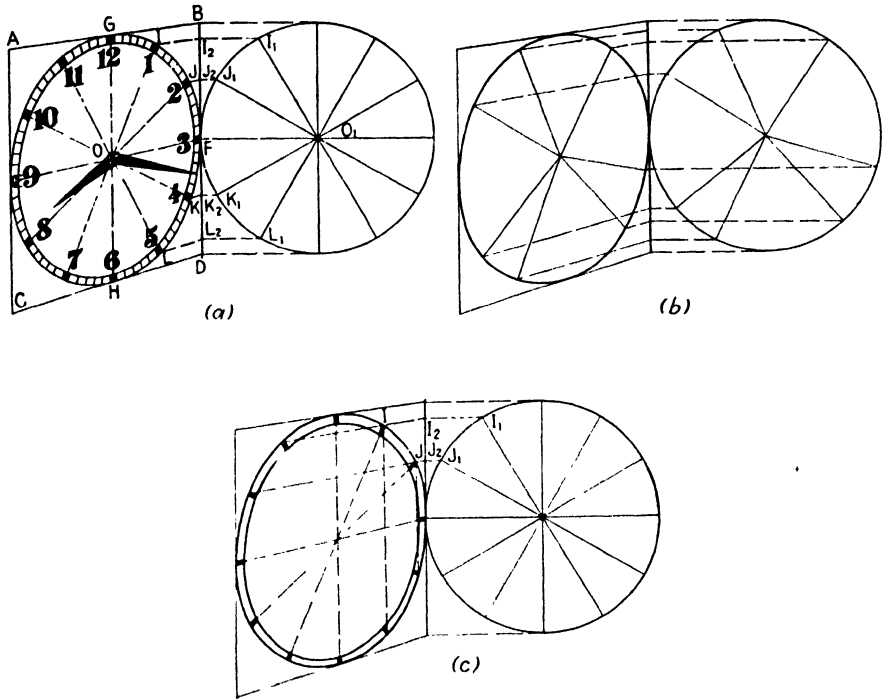 B
G
A
12
I₂
I₁
11
1
J J₂ J₁
2
10
O
3
O₁
F
9
4
K K₂ K₁
8
L₂
L₁
5
7
6
D
C
H
(a)
(b)
I₂
I₁
J J₂ J₁
(c)